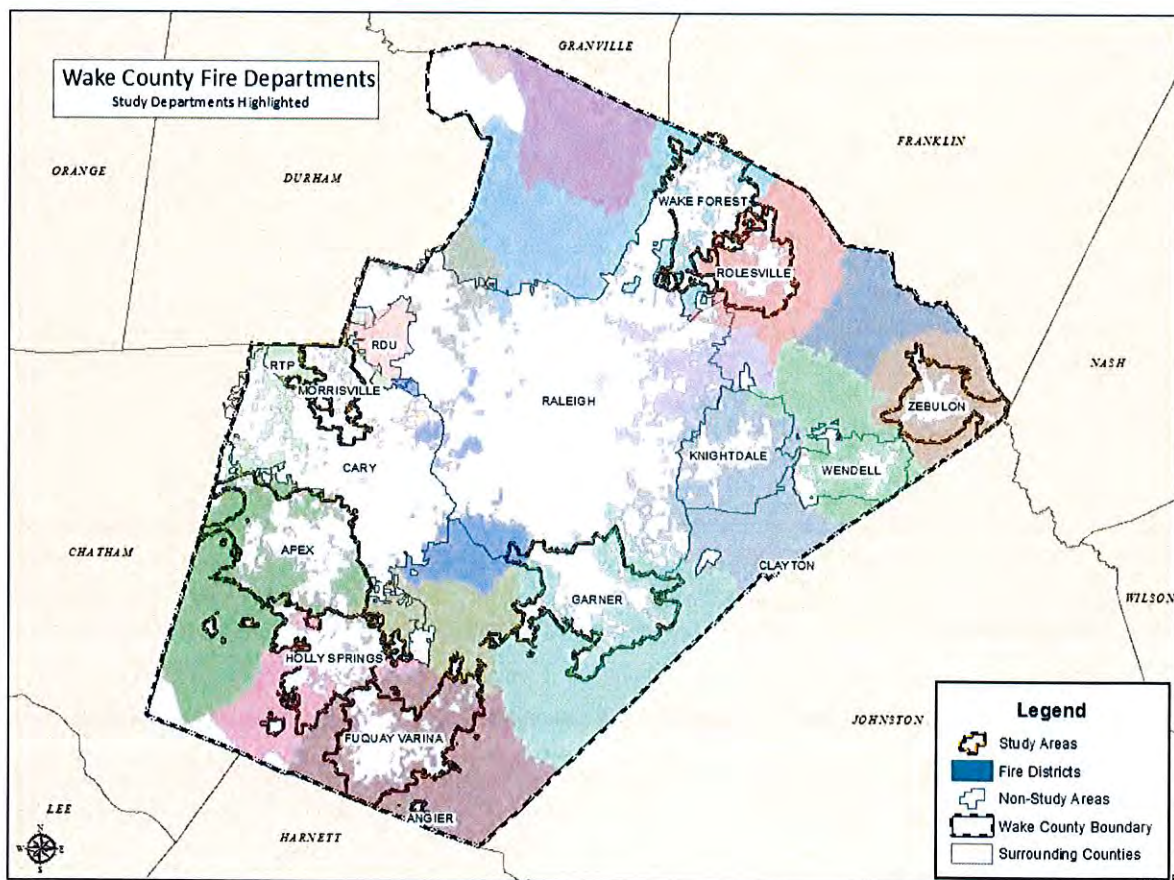 Wake County Fire Departments
Study Departments Highlighted
GRANVILLE
FRANKLIN
ORANGE
DURHAM
WAKE FOREST
ROLESVILLE
NASH
RDU
RTP
MORRISVILLE
RALEIGH
ZEBULON
KNIGHTDALE
WENDELL
CARY
CHATHAM
APEX
CLAYTON
GARNER
WILSON
HOLLY SPRINGS
JOHNSTON
FUQUAY VARINA
ANGIER
LEE
HARNETT
N
W
E
S
Legend
Study Areas
Fire Districts
Non-Study Areas
Wake County Boundary
Surrounding Counties